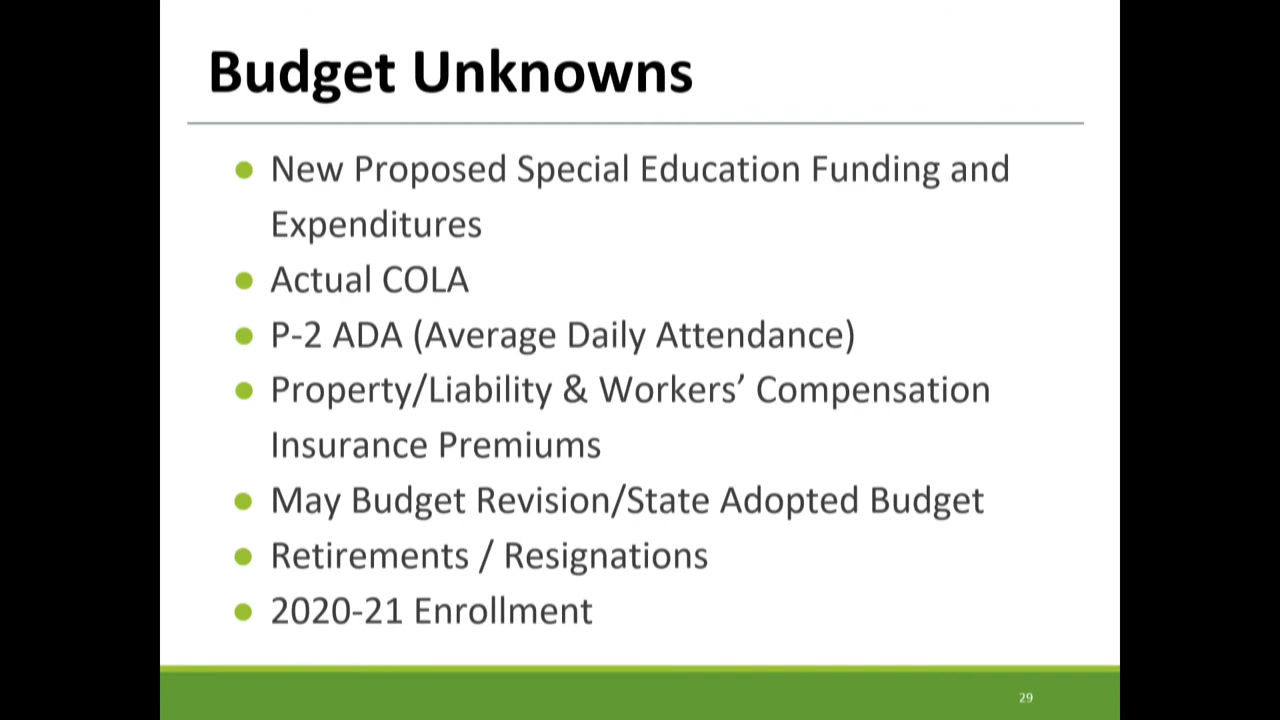 Budget Unknowns
New Proposed Special Education Funding and
Expenditures
Actual COLA
P-2 ADA (Average Daily Attendance)
Property/Liability & Workers’ Compensation
Insurance Premiums
May Budget Revision/State Adopted Budget
Retirements / Resignations
2020-21 Enrollment
29